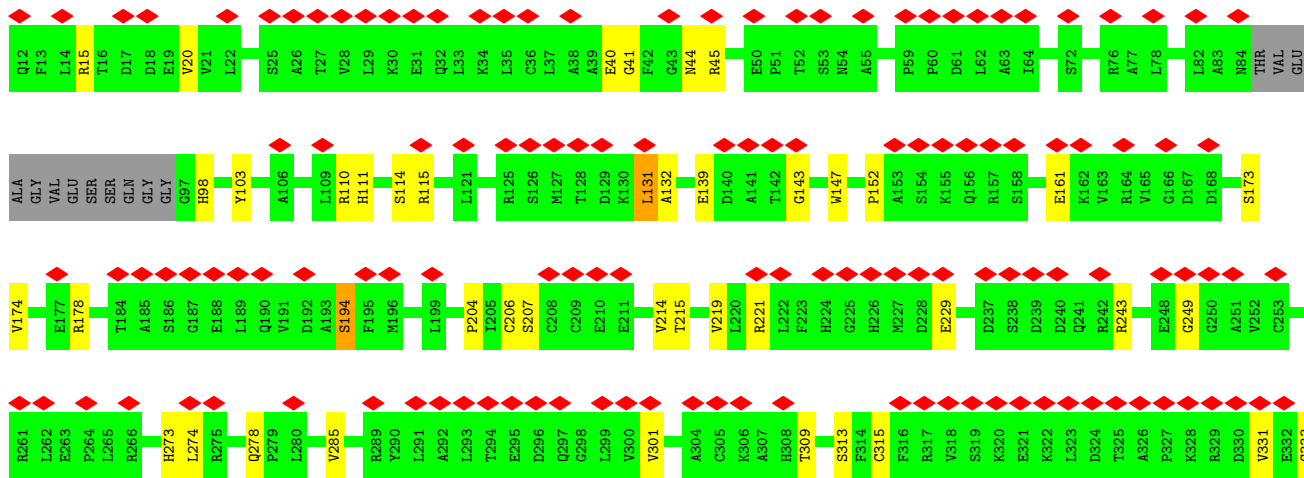 Q12 F13 L14 R15 T16 D17 D18 E19 V20 V21 L22 S25 A26 T27 V28 L29 K30 E31 Q32 L33 K34 L35 C36 L37 A38 A39 E40 G41 F42 G43 N44 R45 E50 P51 T52 S53 N54 A55 P59 P60 D61 L62 A63 I64 S72 R76 A77 L78 L82 A83 N84 THR VAL GLU
ALA GLY VAL GLU SER SER GLN GLY GLY G97 H98 Y103 A106 L109 R110 H111 S114 R115 L121 R125 S126 M127 T128 D129 K130 L131 A132 E139 D140 A141 T142 G143 W147 P152 A153 S154 K155 Q156 R157 S158 E161 K162 V163 R164 V165 G166 D167 D168 S173
V174 E177 R178 T184 A185 S186 G187 E188 L189 Q190 V191 D192 A193 S194 F195 M196 L199 P204 I205 C206 S207 C208 C209 E210 E211 V214 T215 V219 L220 R221 L222 F223 H224 G225 H226 M227 D228 E229 D237 S238 D239 D240 Q241 R242 R243 E248 G249 G250 A251 V252 C253
R261 L262 E263 P264 L265 R266 H273 L274 R275 Q278 P279 L280 V285 R289 Y290 L291 A292 L293 T294 E295 D296 Q297 G298 L299 V300 V301 A304 C305 K306 A307 H308 T309 S313 F314 C315 F316 R317 V318 S319 K320 E321 K322 L323 D324 T325 A326 P327 K328 R329 D330 V331 E332